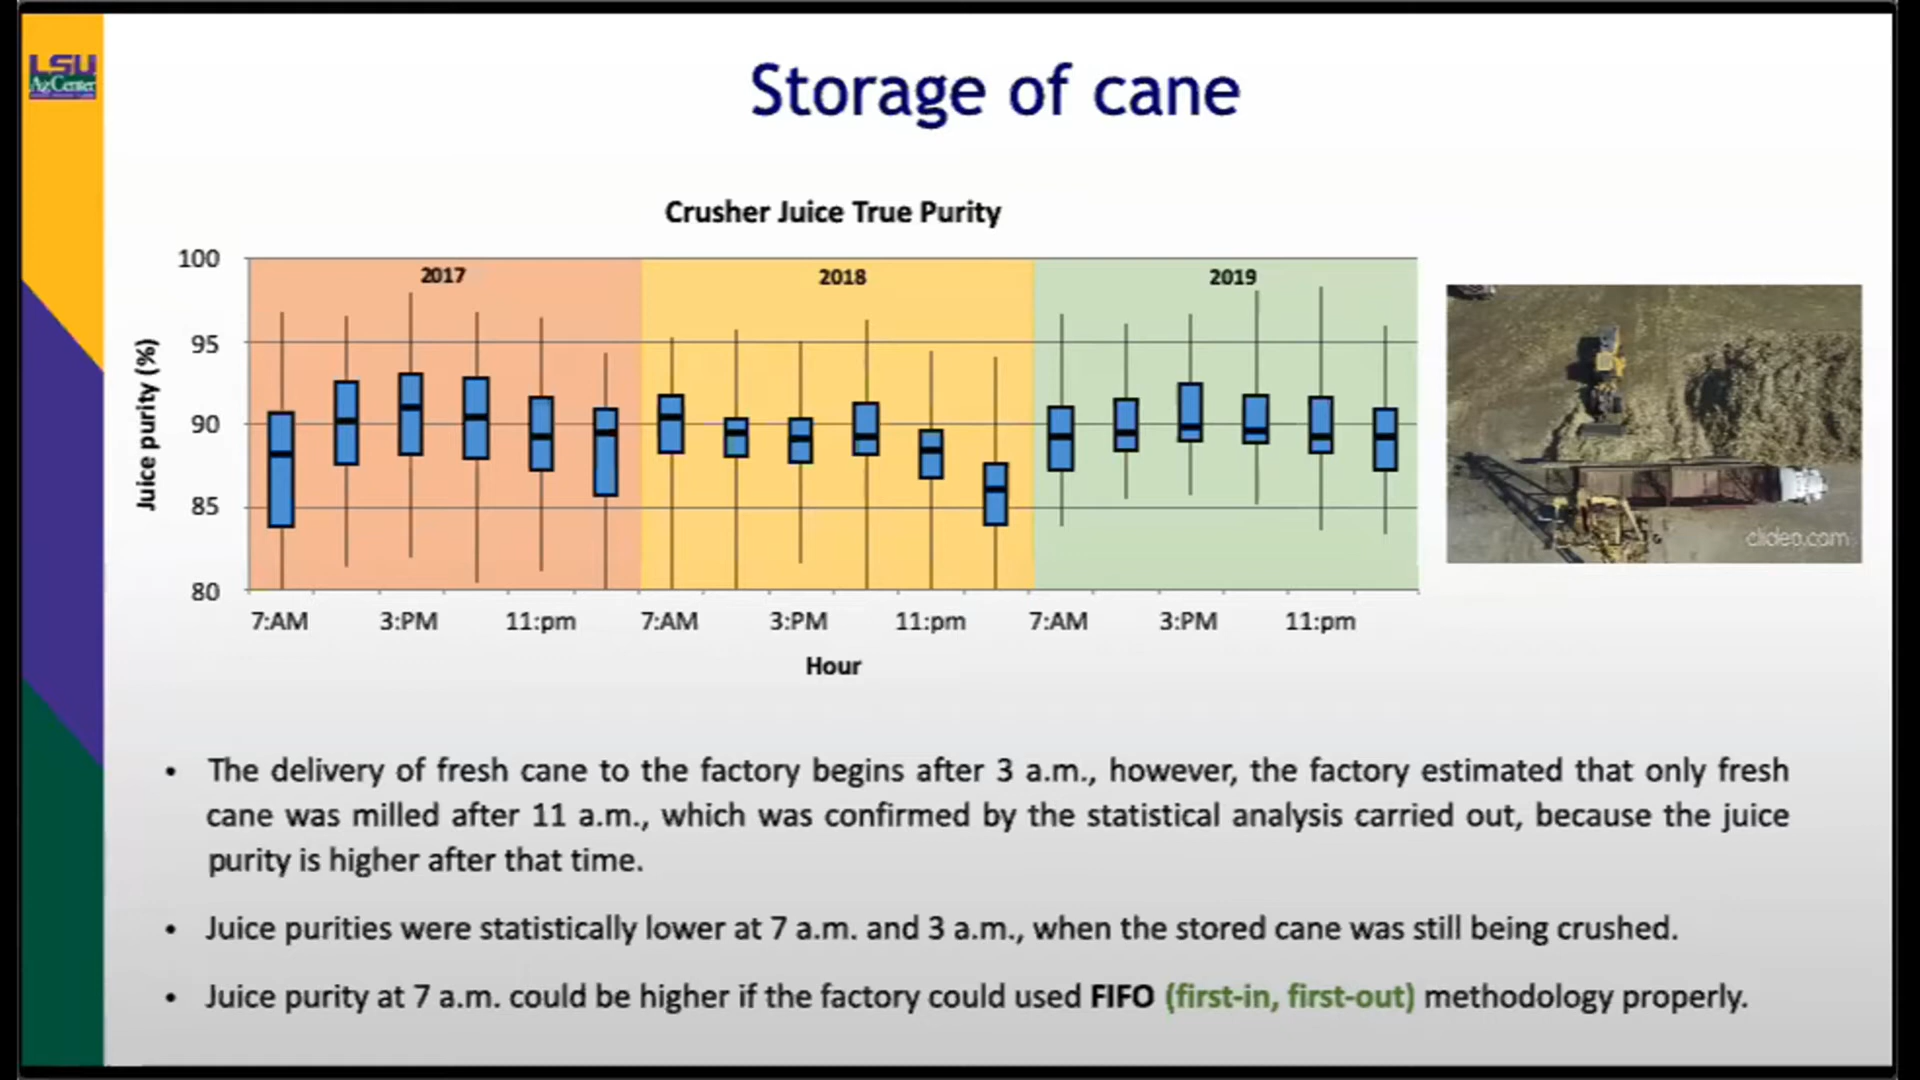 LSU
AgCenter
Storage of cane
Crusher Juice True Purity
2017
2018
2019
100
95
90
85
80
Juice purity (%)
7:AM
3:PM
11:pm
7:AM
3:PM
11:pm
7:AM
3:PM
11:pm
Hour
clideo.com
• The delivery of fresh cane to the factory begins after 3 a.m., however, the factory estimated that only fresh
cane was milled after 11 a.m., which was confirmed by the statistical analysis carried out, because the juice
purity is higher after that time.
• Juice purities were statistically lower at 7 a.m. and 3 a.m., when the stored cane was still being crushed.
• Juice purity at 7 a.m. could be higher if the factory could used FIFO (first-in, first-out) methodology properly.